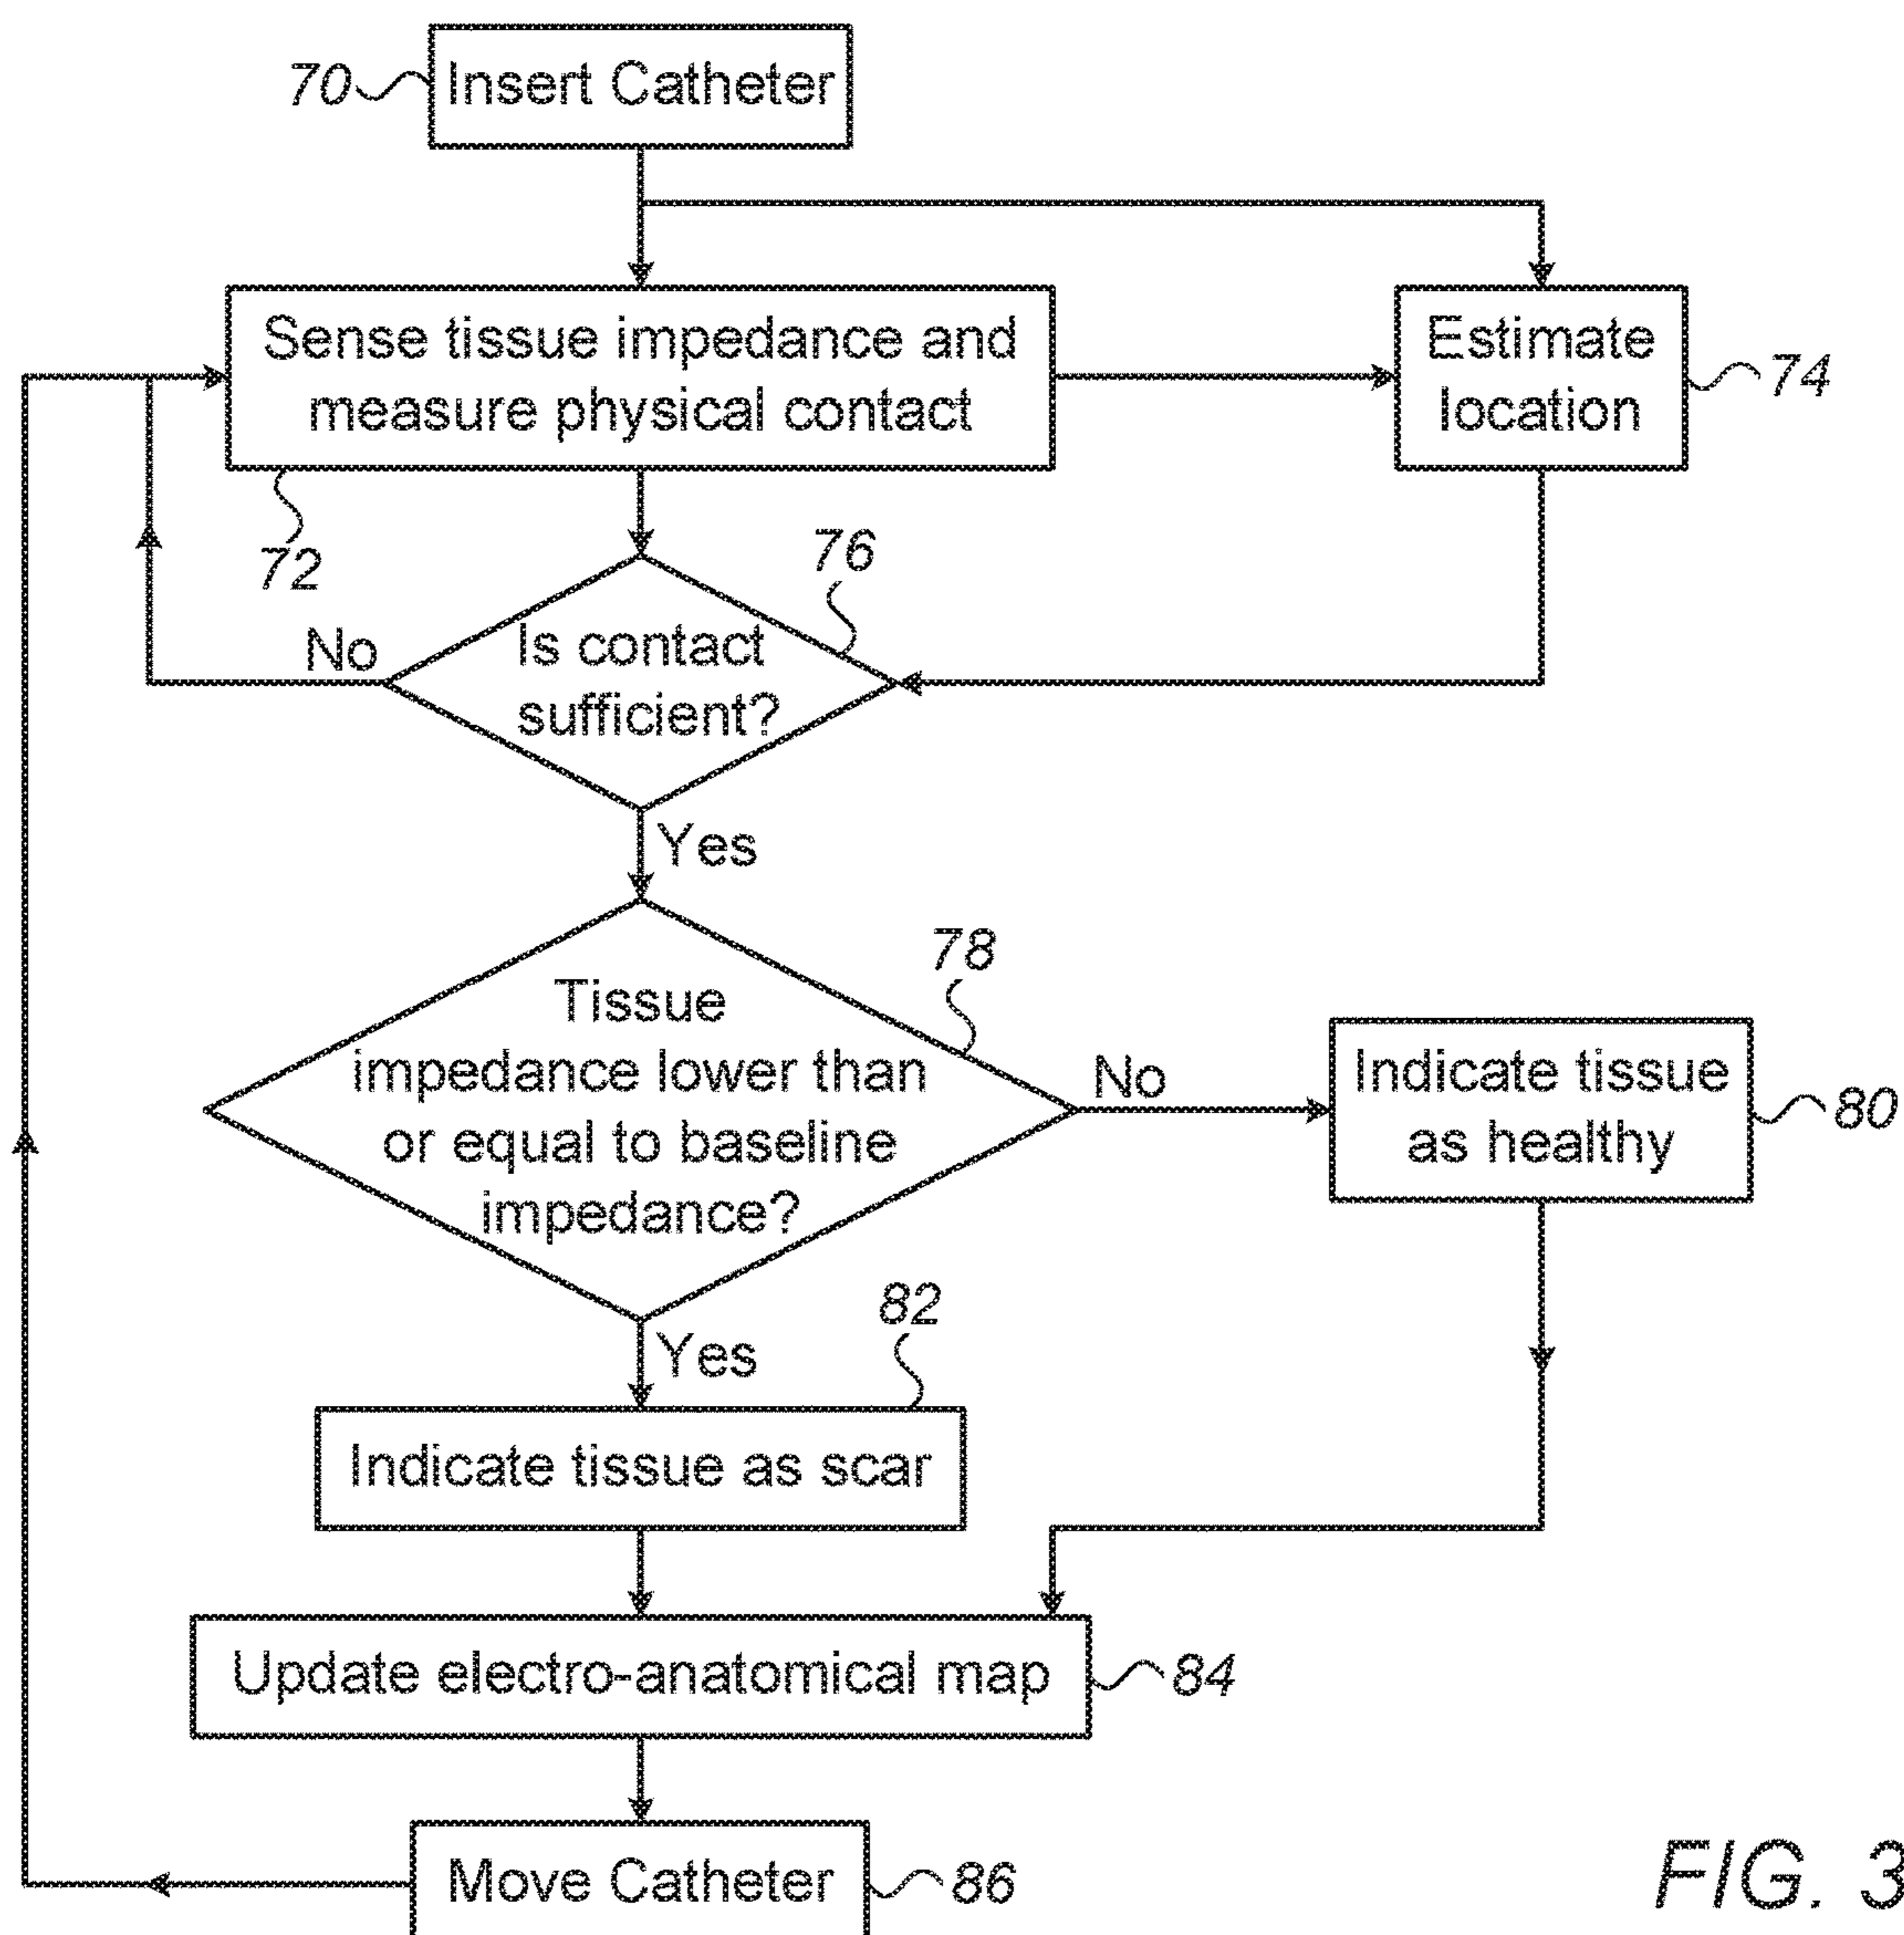 70
Insert Catheter
Sense tissue impedance and
measure physical contact
72
Estimate
location
74
76
Is contact
sufficient?
No
Yes
78
Tissue
impedance lower than
or equal to baseline
impedance?
No
Indicate tissue
as healthy
80
Yes
82
Indicate tissue as scar
Update electro-anatomical map
84
Move Catheter
86
FIG. 3